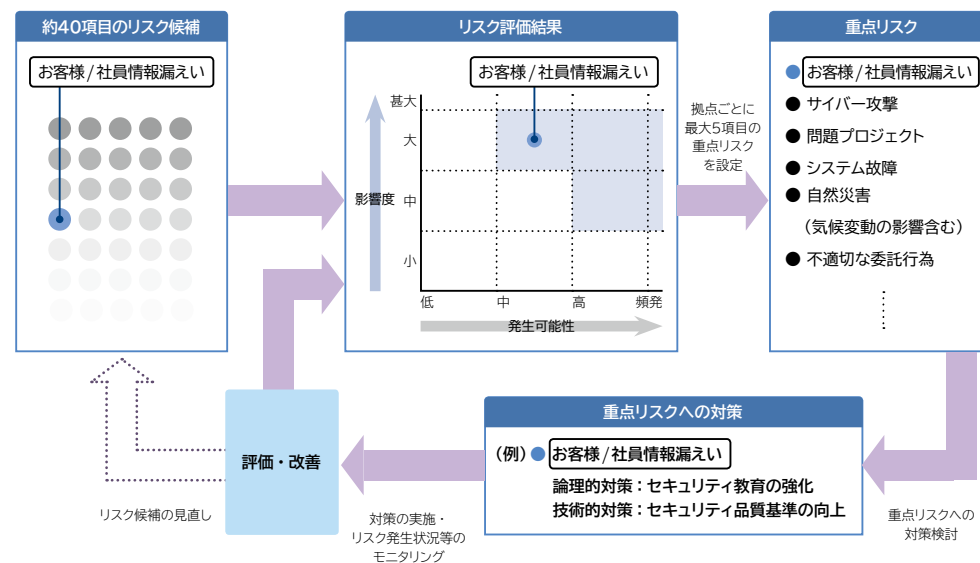 約40項目のリスク候補
お客様/社員情報漏えい
リスク評価結果
お客様/社員情報漏えい
甚大
大
影響度
中
小
低
中
高
頻発
発生可能性
拠点ごとに
最大5項目の
重点リスク
を設定
重点リスク
● お客様/社員情報漏えい
● サイバー攻撃
● 問題プロジェクト
● システム故障
● 自然災害
(気候変動の影響含む)
● 不適切な委託行為
重点リスクへの
対策検討
重点リスクへの対策
(例) ● お客様/社員情報漏えい
論理的対策:セキュリティ教育の強化
技術的対策:セキュリティ品質基準の向上
対策の実施・
リスク発生状況等の
モニタリング
評価・改善
リスク候補の見直し